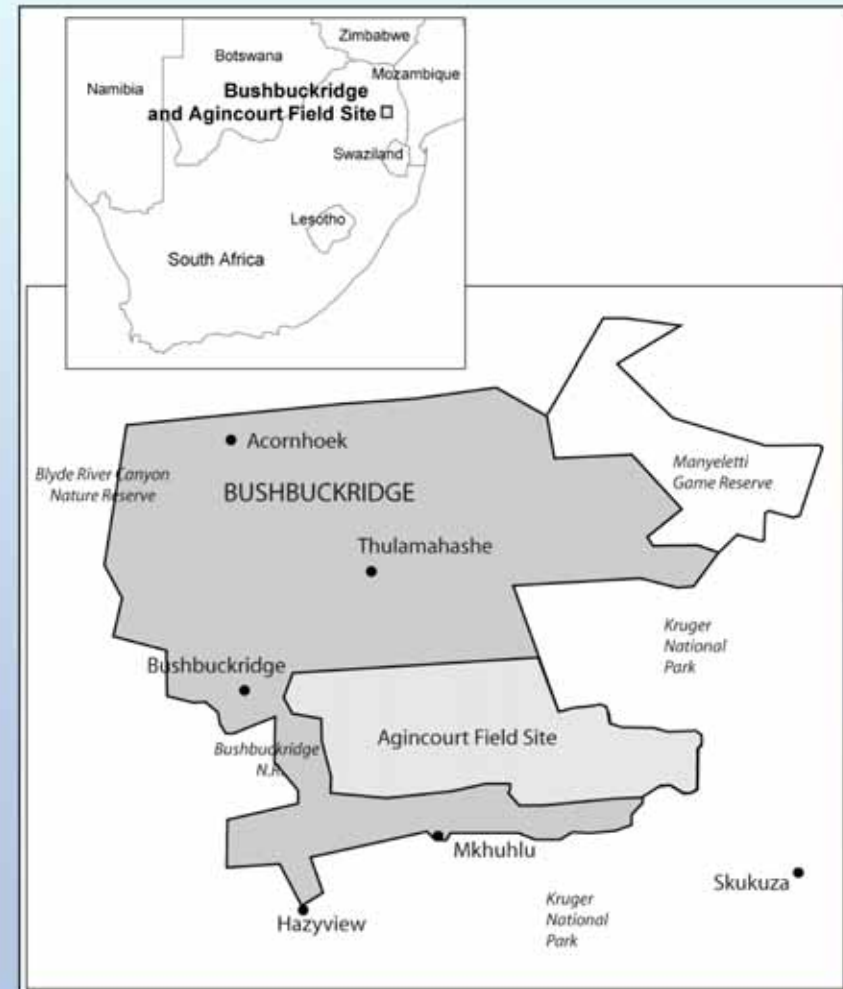 Zimbabwe
Botswana
Mozambique
Namibia
Bushbuckridge
and Agincourt Field Site
Swaziland
Lesotho
South Africa
Acornhoek
Blyde River Canyon
Nature Reserve
BUSHBUCKRIDGE
Manyeletti
Game Reserve
Thulamahashe
Kruger
National
Park
Bushbuckridge
Agincourt Field Site
Bushbuckridge
N.R.
Mkhuhlu
Skukuza
Kruger
National
Park
Hazyview